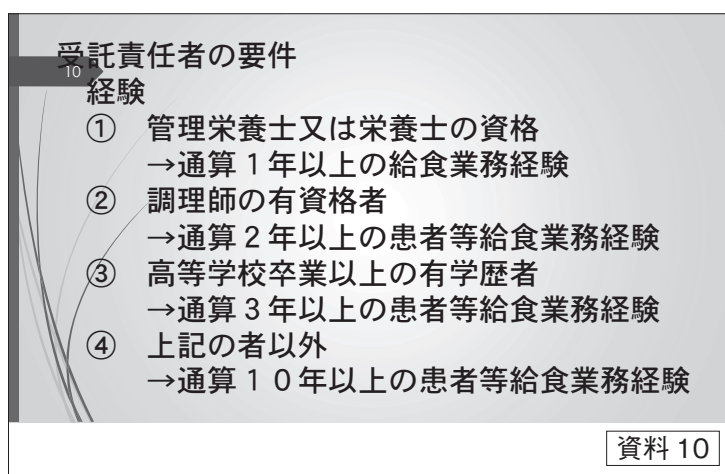 受託責任者の要件
10
経験
① 管理栄養士又は栄養士の資格
→通算1年以上の給食業務経験
② 調理師の有資格者
→通算2年以上の患者等給食業務経験
③ 高等学校卒業以上の有学歴者
→通算3年以上の患者等給食業務経験
④ 上記の者以外
→通算１０年以上の患者等給食業務経験
資料 10